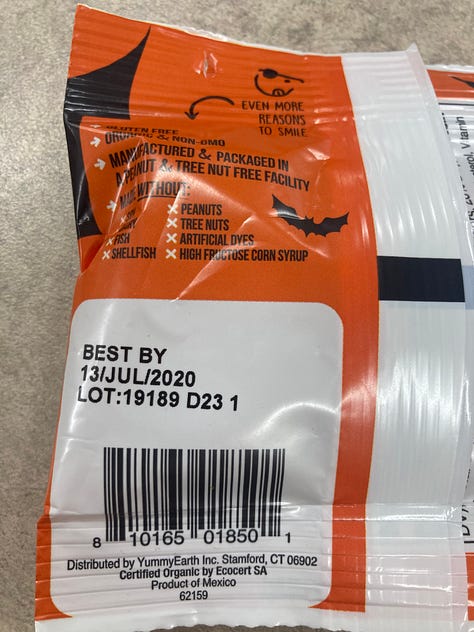 EVEN MORE
REASONS
TO SMILE
GLUTEN FREE
ORGANIC & NON-GMO
MANUFACTURED & PACKAGED IN
A PEANUT & TREE NUT FREE FACILITY
MADE WITHOUT:
PEANUTS
TREE NUTS
FISH
ARTIFICIAL DYES
SHELLFISH
HIGH FRUCTOSE CORN SYRUP
BEST BY
13/JUL/2020
LOT:19189 D23 1
8 10165 01850 1
Distributed by YummyEarth Inc. Stamford, CT 06902
Certified Organic by Ecocert SA
Product of Mexico
62159
Vitamin